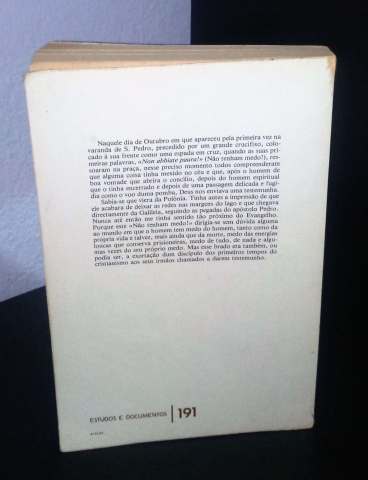 Naquele dia de Outubro em que apareceu pela primeira vez na
varanda de S. Pedro, precedido por um grande crucifixo, colo-
cado à sua frente como uma espada em cruz, quando as suas pri-
meiras palavras, «Non abbiate paura!» (Não tenham medo!), res-
soaram na praça, nesse preciso momento todos compreenderam
que alguma coisa tinha mexido no céu e que, após o homem de
boa vontade que abrira o concílio, depois do homem espiritual
que o tinha encerrado e depois de uma passagem delicada e fugi-
dia como o voo duma pomba, Deus nos enviava uma testemunha.
Sabia-se que viera da Polónia. Tinha antes a impressão de que
ele acabara de deixar as redes nas margens do lago e que chegava
directamente da Galileia, seguindo as pegadas do apóstolo Pedro.
Nunca até então me tinha sentido tão próximo do Evangelho.
Porque este «Não tenham medo!» dirigia-se sem dúvida alguma
ao mundo em que o homem tem medo do homem, tanto como da
própria vida e talvez, mais ainda que da morte, medo das energias
loucas que conserva prisioneiras, medo de tudo, de nada e algu-
mas vezes do seu próprio medo. Mas esse brado era também, ou
podia ser, a exortação dum discípulo dos primeiros tempos do
cristianismo aos seus irmãos chamados a darem testemunho.
ESTUDOS E DOCUMENTOS | 191